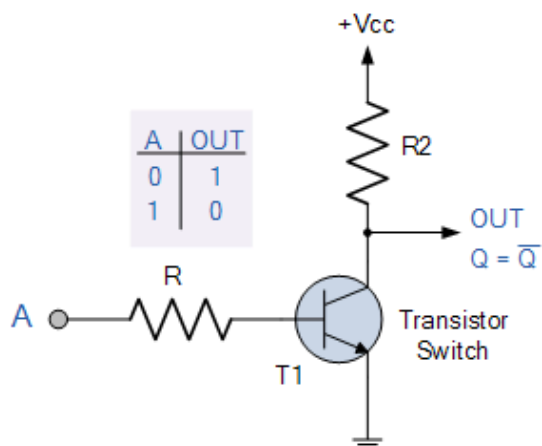 +Vcc
R2
A OUT
0 1
1 0
OUT
Q = Q̅
R
A
T1
Transistor
Switch